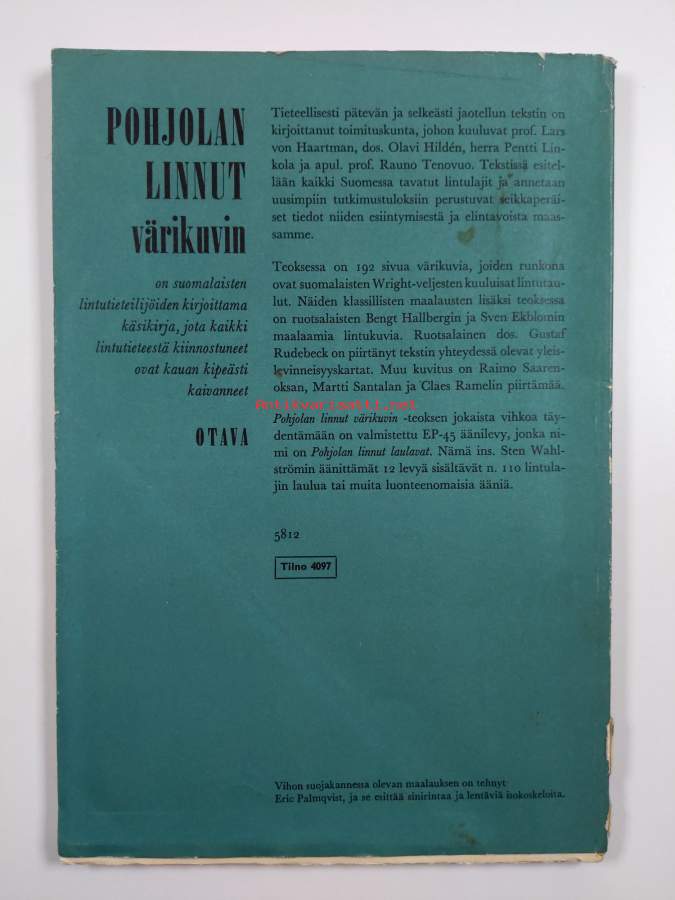 POHJOLAN
LINNUT
värikuvin
on suomalaisten
lintutieteilijöiden kirjoittama
käsikirja, jota kaikki
lintutieteestä kiinnostuneet
ovat kauan kipeästi
kaivanneet
OTAVA
Tieteellisesti pätevän ja selkeästi jaotellun tekstin on
kirjoittanut toimituskunta, johon kuuluvat prof. Lars
von Haartman, dos. Olavi Hildén, herra Pentti Lin-
kola ja apul. prof. Rauno Tenovuo. Tekstissä esitel-
lään kaikki Suomessa tavatut lintulajit ja annetaan
uusimpiin tutkimustuloksiin perustuvat seikkaperäi-
set tiedot niiden esiintymisestä ja elintavoista maas-
samme.
Teoksessa on 192 sivua värikuvia, joiden runkona
ovat suomalaisten Wright-veljesten kuuluisat lintutau-
lut. Näiden klassillisten maalausten lisäksi teoksessa
on ruotsalaisten Bengt Hallbergin ja Sven Ekblomin
maalaamia lintukuvia. Ruotsalainen dos. Gustaf
Rudebeck on piirtänyt tekstin yhteydessä olevat yleis-
levinneisyyskartat. Muu kuvitus on Raimo Saaren-
oksan, Martti Santalan ja Claes Ramelin piirtämää.
Antikvariaatti.net
Pohjolan linnut värikuvin -teoksen jokaista vihkoa täy-
dentämään on valmistettu EP-45 äänilevy, jonka ni-
mi on Pohjolan linnut laulavat. Nämä ins. Sten Wahl-
strömin äänittämät 12 levyä sisältävät n. 110 lintula-
jin laulua tai muita luonteenomaisia ääniä.
5812
Tilno 4097
Vihon suojakannessa olevan maalauksen on tehnyt
Eric Palmqvist, ja se esittää sinirintaa ja lentäviä isokoskeloita.